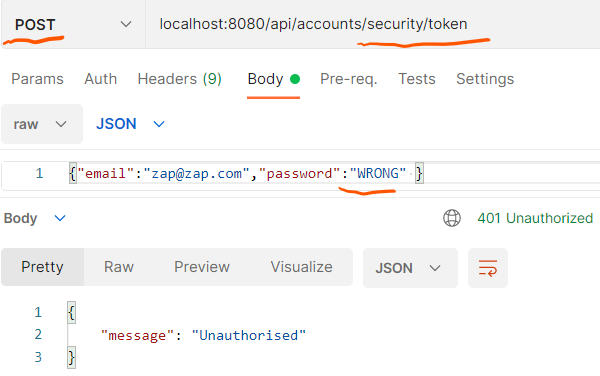 POST localhost:8080/api/accounts/security/token
Params Auth Headers (9) Body Pre-req. Tests Settings
raw JSON
1 {"email":"zap@zap.com","password":"WRONG" }
Body 401 Unauthorized
Pretty Raw Preview Visualize JSON
1 {
2 "message": "Unauthorised"
3 }